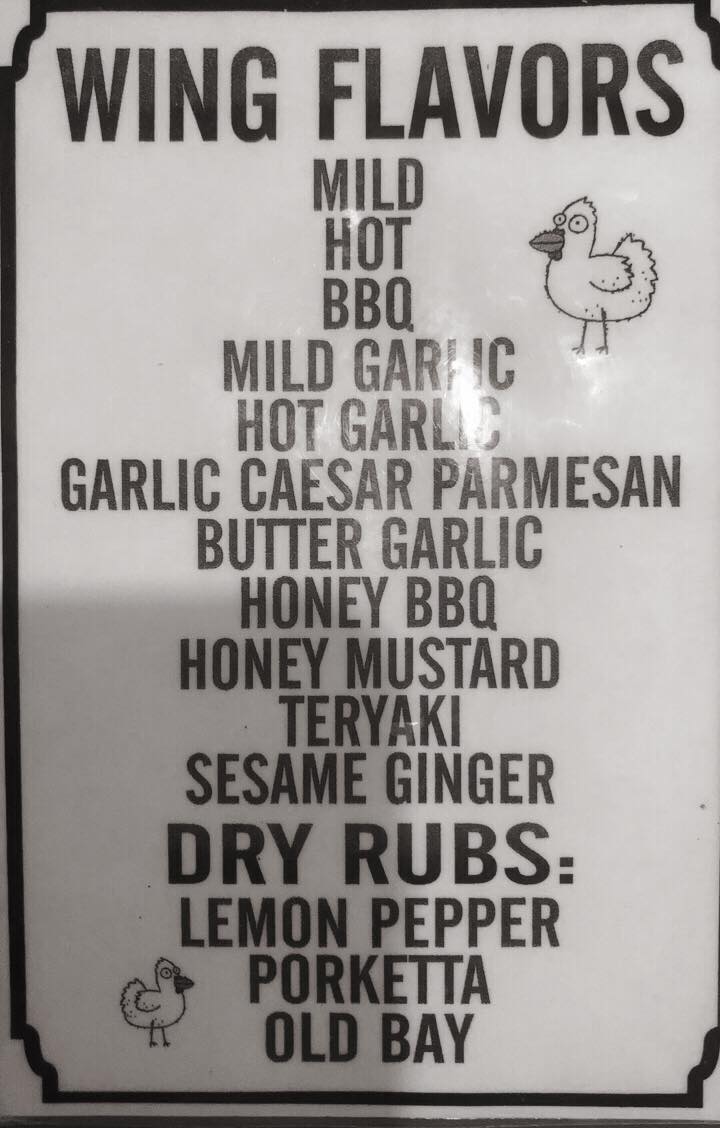 WING FLAVORS
MILD
HOT
BBQ
MILD GARLIC
HOT GARLIC
GARLIC CAESAR PARMESAN
BUTTER GARLIC
HONEY BBQ
HONEY MUSTARD
TERYAKI
SESAME GINGER
DRY RUBS:
LEMON PEPPER
PORKETTA
OLD BAY